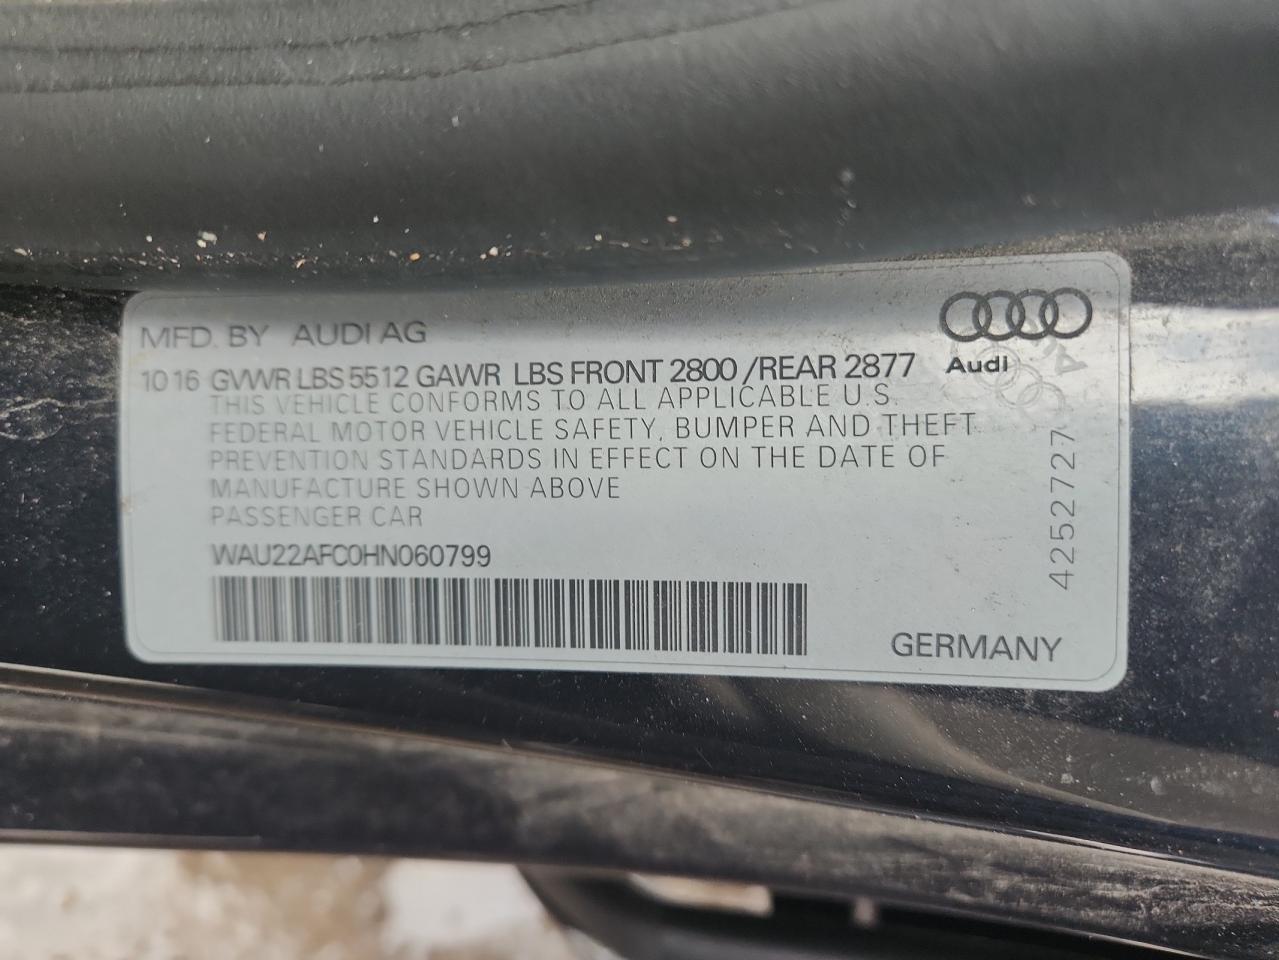 MFD. BY AUDI AG
Audi
10 16 GVWR LBS 5512 GAWR LBS FRONT 2800 /REAR 2877
THIS VEHICLE CONFORMS TO ALL APPLICABLE U.S.
FEDERAL MOTOR VEHICLE SAFETY, BUMPER AND THEFT
PREVENTION STANDARDS IN EFFECT ON THE DATE OF
MANUFACTURE SHOWN ABOVE
PASSENGER CAR
WAU22AFC0HN060799
GERMANY
42527270